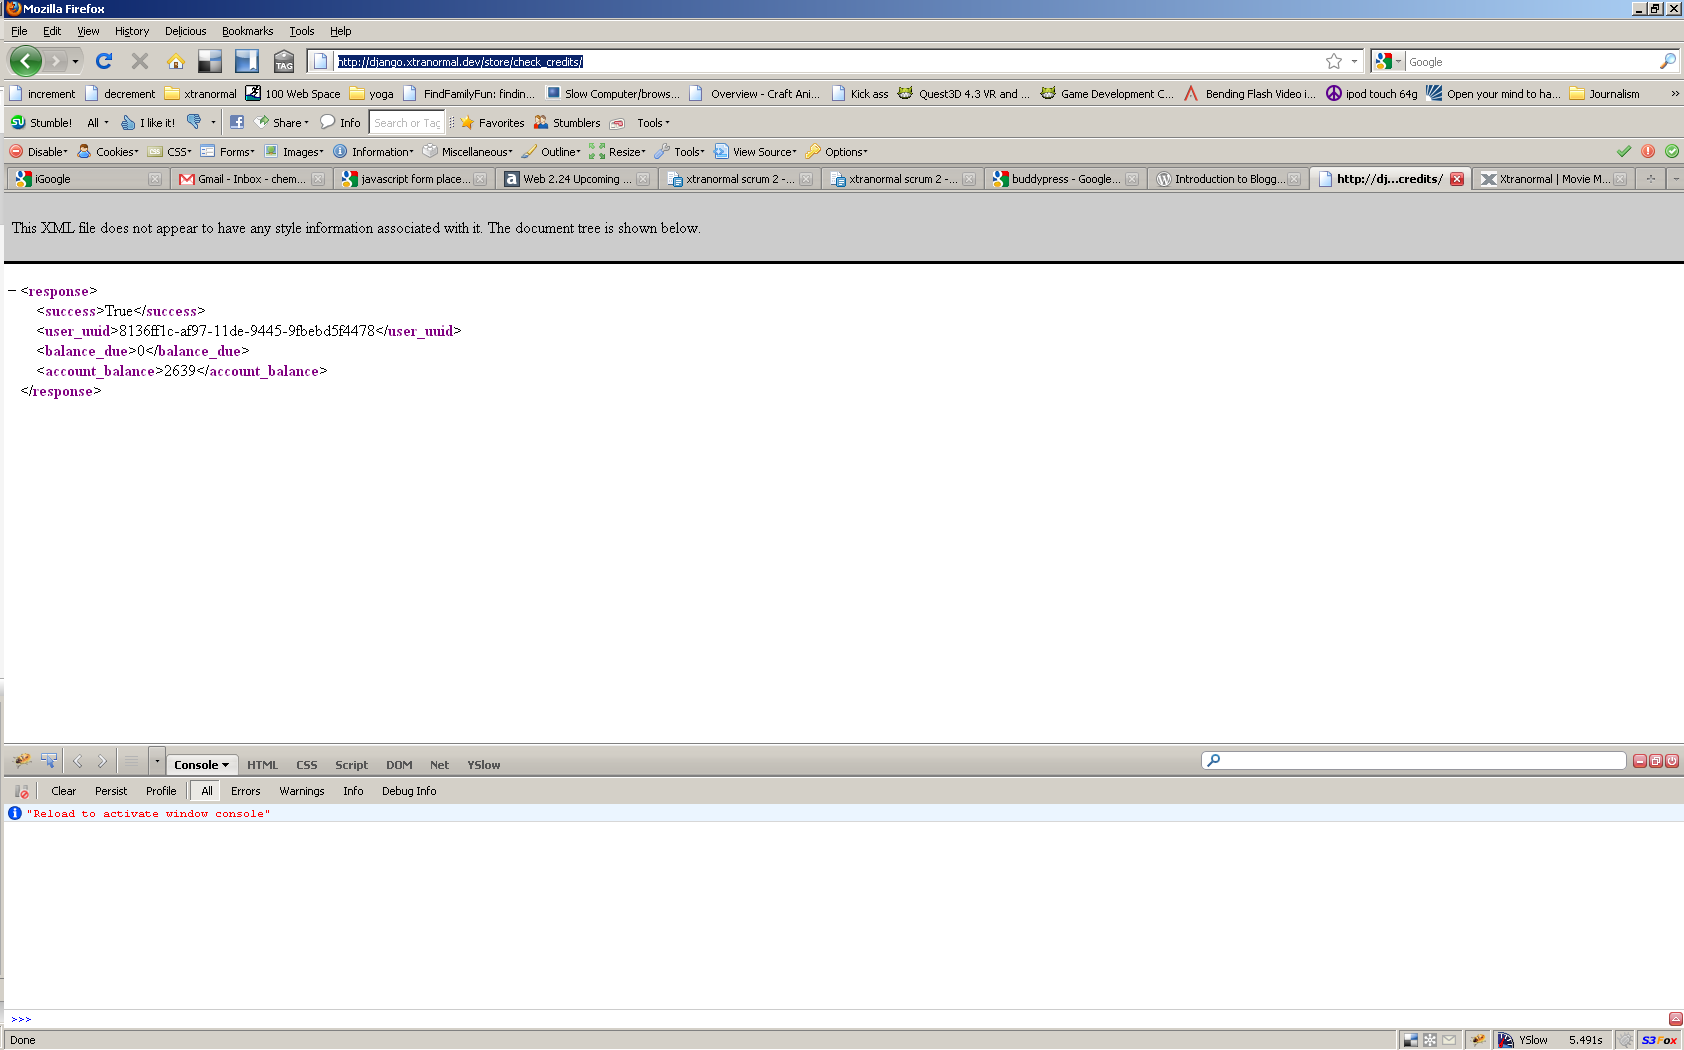 Mozilla Firefox
File Edit View History Delicious Bookmarks Tools Help
TAG http://django.xtranormal.dev/store/check_credits/ Google
increment decrement xtranormal 100 Web Space yoga FindFamilyFun: findin... Slow Computer/brows... Overview - Craft Ani... Kick ass Quest3D 4.3 VR and ... Game Development C... Bending Flash Video i... ipod touch 64g Open your mind to ha... Journalism »
Stumble! All I like it! Share Info Search or Tag Favorites Stumblers Tools
Disable Cookies CSS Forms Images Information Miscellaneous Outline Resize Tools View Source Options
iGoogle Gmail - Inbox - chem... javascript form place... Web 2.24 Upcoming ... xtranormal scrum 2 -... xtranormal scrum 2 -... buddypress - Google... Introduction to Blogg... http://dj...credits/ Xtranormal | Movie M...
This XML file does not appear to have any style information associated with it. The document tree is shown below.
− <response>
<success>True</success>
<user_uuid>8136ff1c-af97-11de-9445-9fbebd5f4478</user_uuid>
<balance_due>0</balance_due>
<account_balance>2639</account_balance>
</response>
Console HTML CSS Script DOM Net YSlow
Clear Persist Profile All Errors Warnings Info Debug Info
"Reload to activate window console"
>>>
Done YSlow 5.491s S3Fox